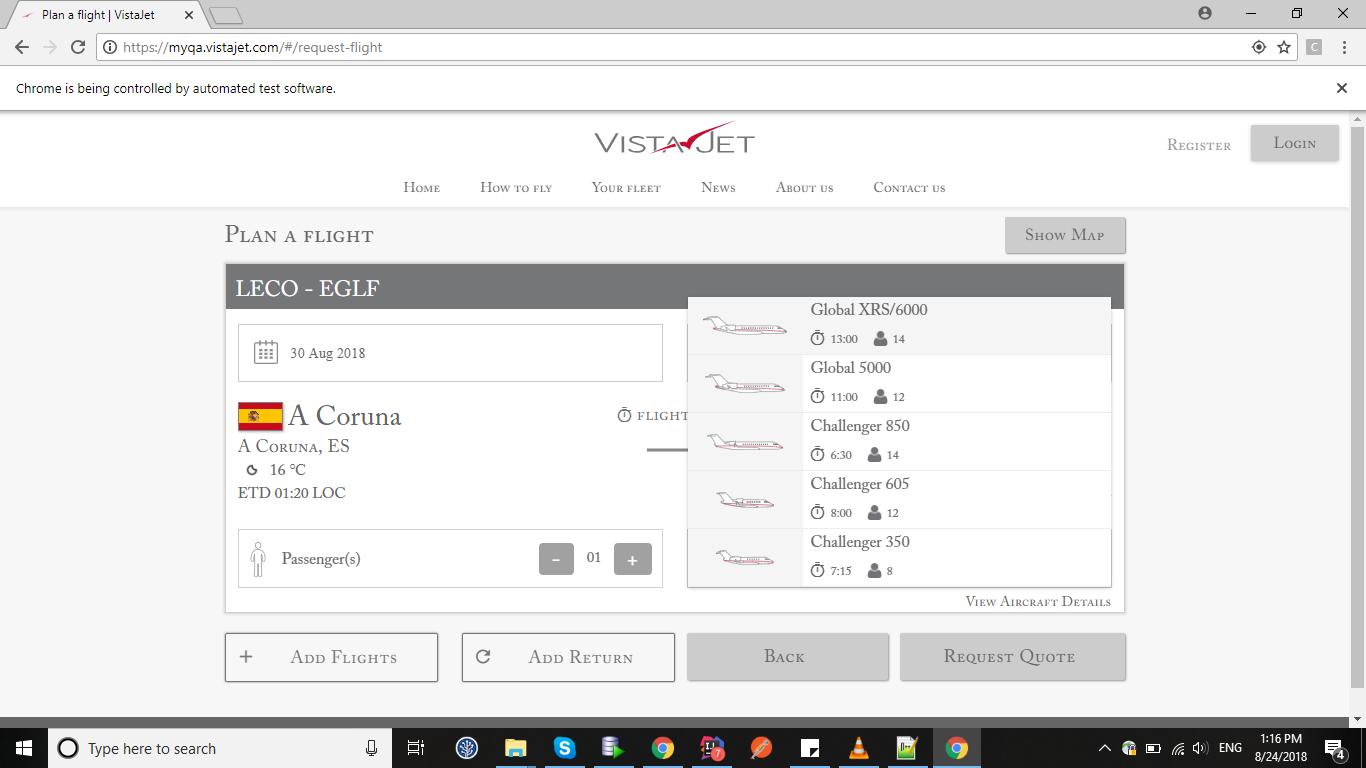 Plan a flight | VistaJet
https://myqa.vistajet.com/#/request-flight
C
Chrome is being controlled by automated test software.
VISTAJET
REGISTER
LOGIN
HOME HOW TO FLY YOUR FLEET NEWS ABOUT US CONTACT US
PLAN A FLIGHT
SHOW MAP
LECO - EGLF
30 Aug 2018
A Coruna
FLIGHT
A CORUNA, ES
16 °C
ETD 01:20 LOC
Passenger(s) - 01 +
Global XRS/6000
13:00 14
Global 5000
11:00 12
Challenger 850
6:30 14
Challenger 605
8:00 12
Challenger 350
7:15 8
VIEW AIRCRAFT DETAILS
+ ADD FLIGHTS
ADD RETURN
BACK
REQUEST QUOTE
Type here to search
7
ENG
1:16 PM
8/24/2018
4